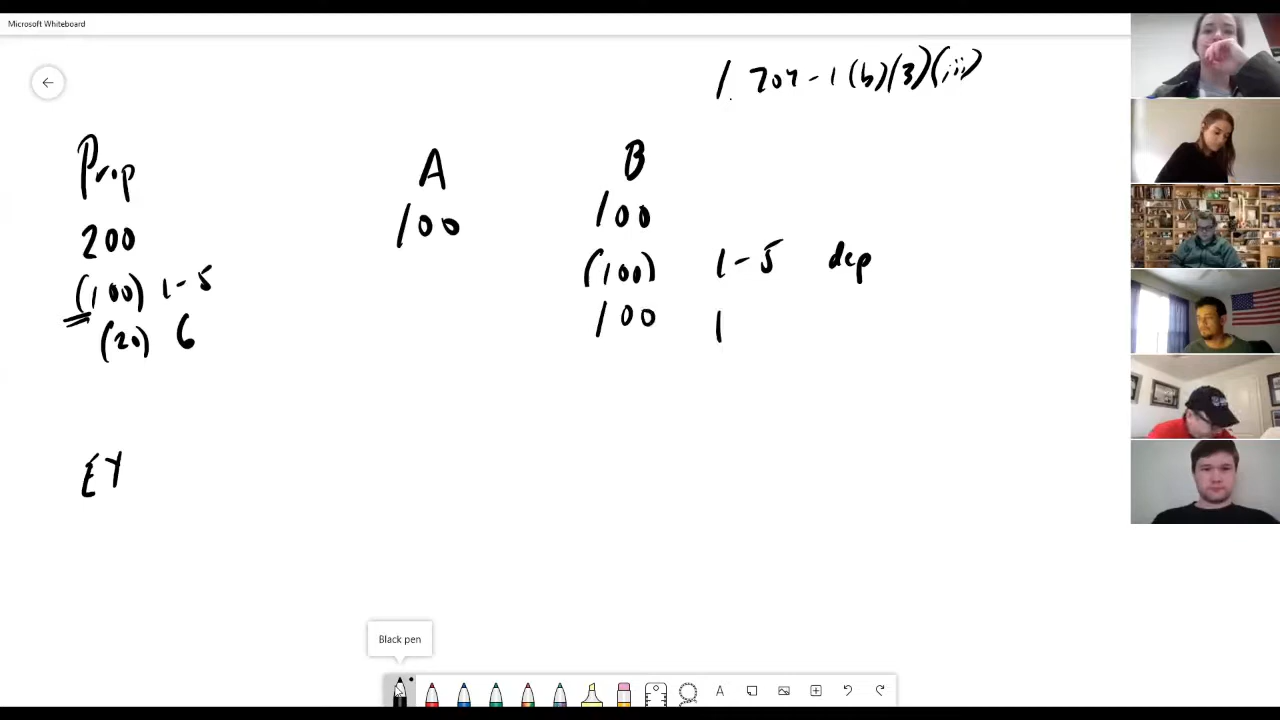 Microsoft Whiteboard
1.704-1(b)(3)(iii)
Prop A B
200 100 100
(100) 1-5 (100) 1-5 dep
(20) 6 100 1
EY
Black pen
A